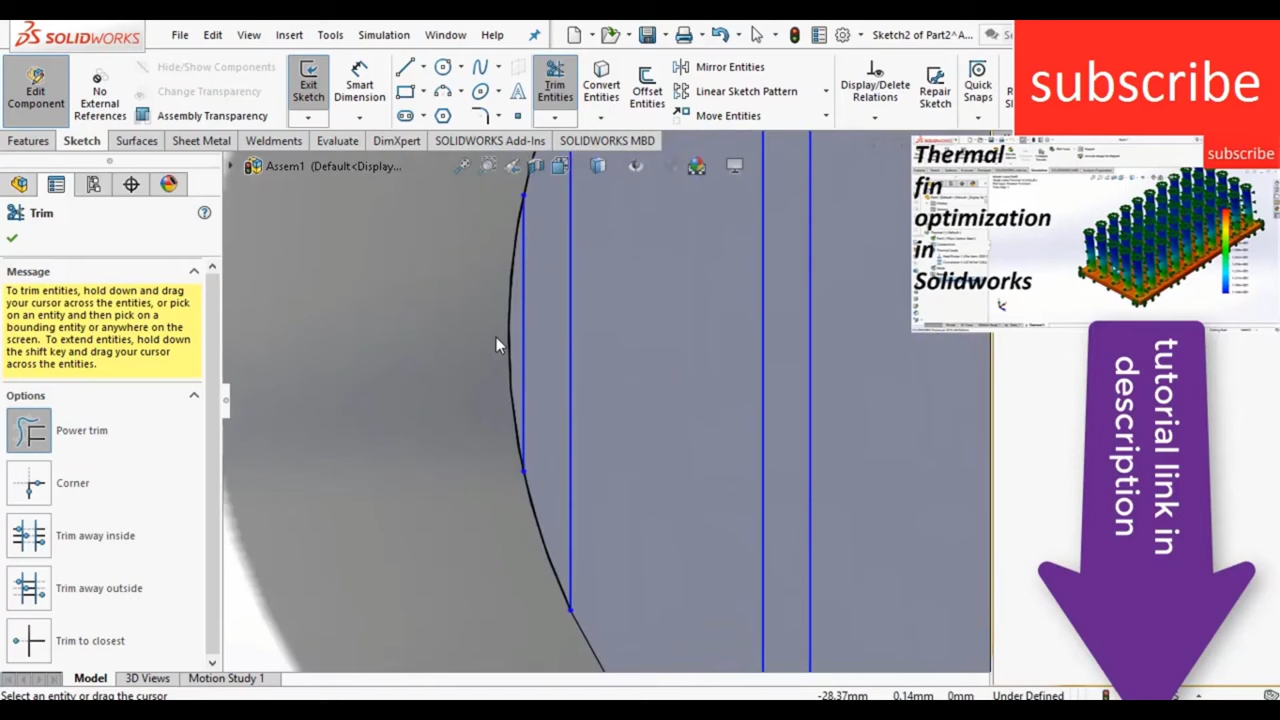 SOLIDWORKS
File
Edit
View
Insert
Tools
Simulation
Window
Help
Sketch2 of Part2^A...
Edit
Component
No
External
References
Hide/Show Components
Change Transparency
Assembly Transparency
Exit
Sketch
Smart
Dimension
Trim
Entities
Convert
Entities
Offset
Entities
Mirror Entities
Linear Sketch Pattern
Move Entities
Display/Delete
Relations
Repair
Sketch
Quick
Snaps
Features
Sketch
Surfaces
Sheet Metal
Weldments
Evaluate
DimXpert
SOLIDWORKS Add-Ins
SOLIDWORKS MBD
Assem1 (Default<Display...
Trim
Message
To trim entities, hold down and drag
your cursor across the entities, or pick
on an entity and then pick on a
bounding entity or anywhere on the
screen. To extend entities, hold down
the shift key and drag your cursor
across the entities.
Options
Power trim
Corner
Trim away inside
Trim away outside
Trim to closest
Model
3D Views
Motion Study 1
Select an entity or drag the cursor
-28.37mm
0.14mm
0mm
Under Defined
subscribe
subscribe
Thermal
fin
optimization
in
Solidworks
tutorial link in
description